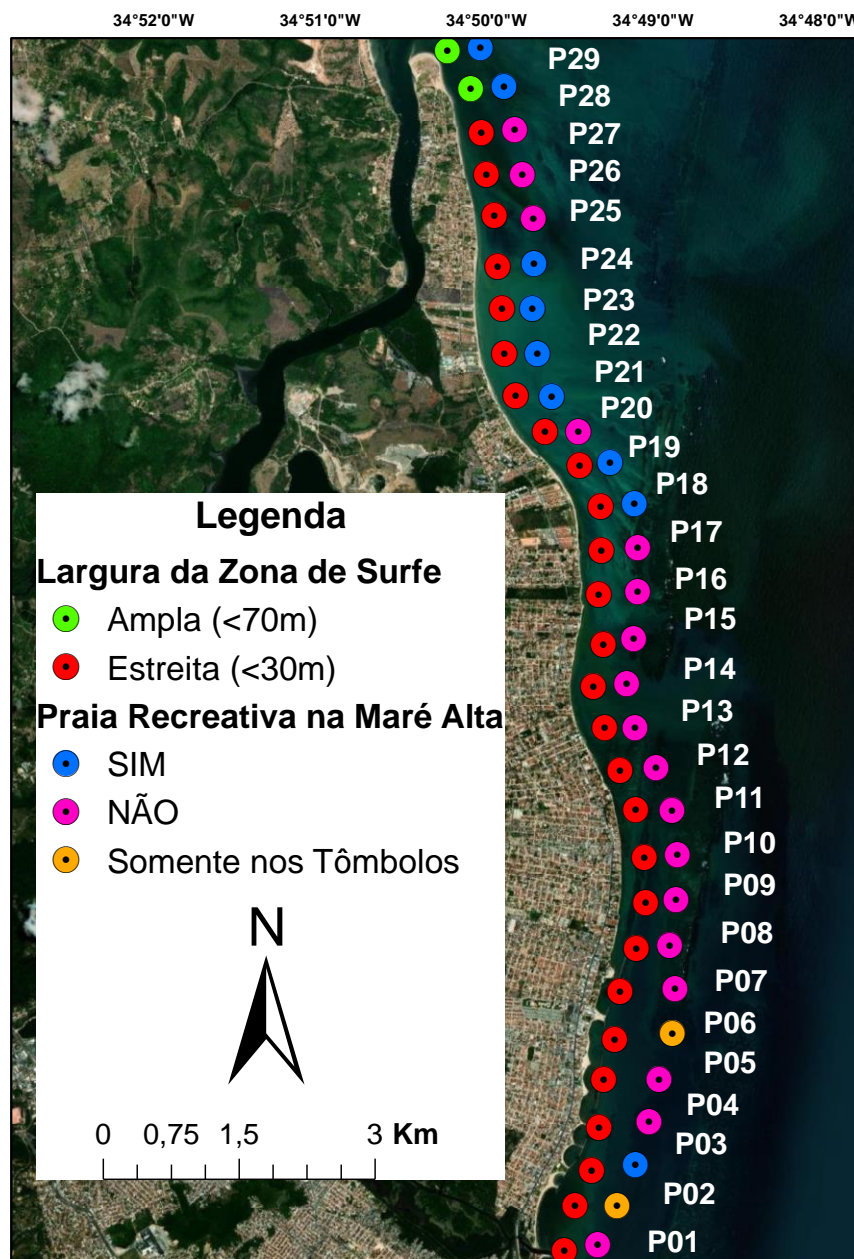 34°52'0"W 34°51'0"W 34°50'0"W 34°49'0"W 34°48'0"W
P29
P28
P27
P26
P25
P24
P23
P22
P21
P20
P19
P18
P17
P16
P15
P14
P13
P12
P11
P10
P09
P08
P07
P06
P05
P04
P03
P02
P01
Legenda
Largura da Zona de Surfe
Ampla (<70m)
Estreita (<30m)
Praia Recreativa na Maré Alta
SIM
NÃO
Somente nos Tômbolos
N
0 0,75 1,5 3 Km